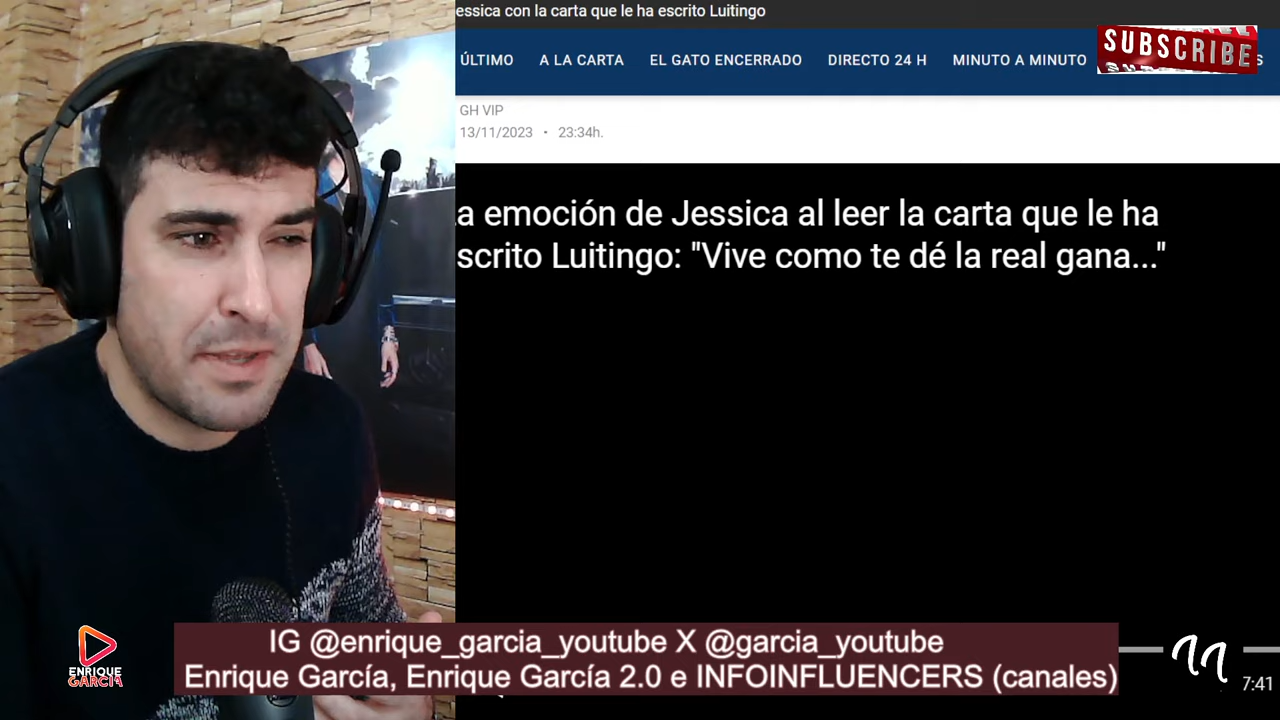 essica con la carta que le ha escrito Luitingo
ÚLTIMO A LA CARTA EL GATO ENCERRADO DIRECTO 24 H MINUTO A MINUTO S
SUBSCRIBE
GH VIP
13/11/2023 • 23:34h.
a emoción de Jessica al leer la carta que le ha
scrito Luitingo: "Vive como te dé la real gana..."
IG @enrique_garcia_youtube X @garcia_youtube
Enrique García, Enrique García 2.0 e INFOINFLUENCERS (canales)
ENRIQUE
GARCÍA
7:41